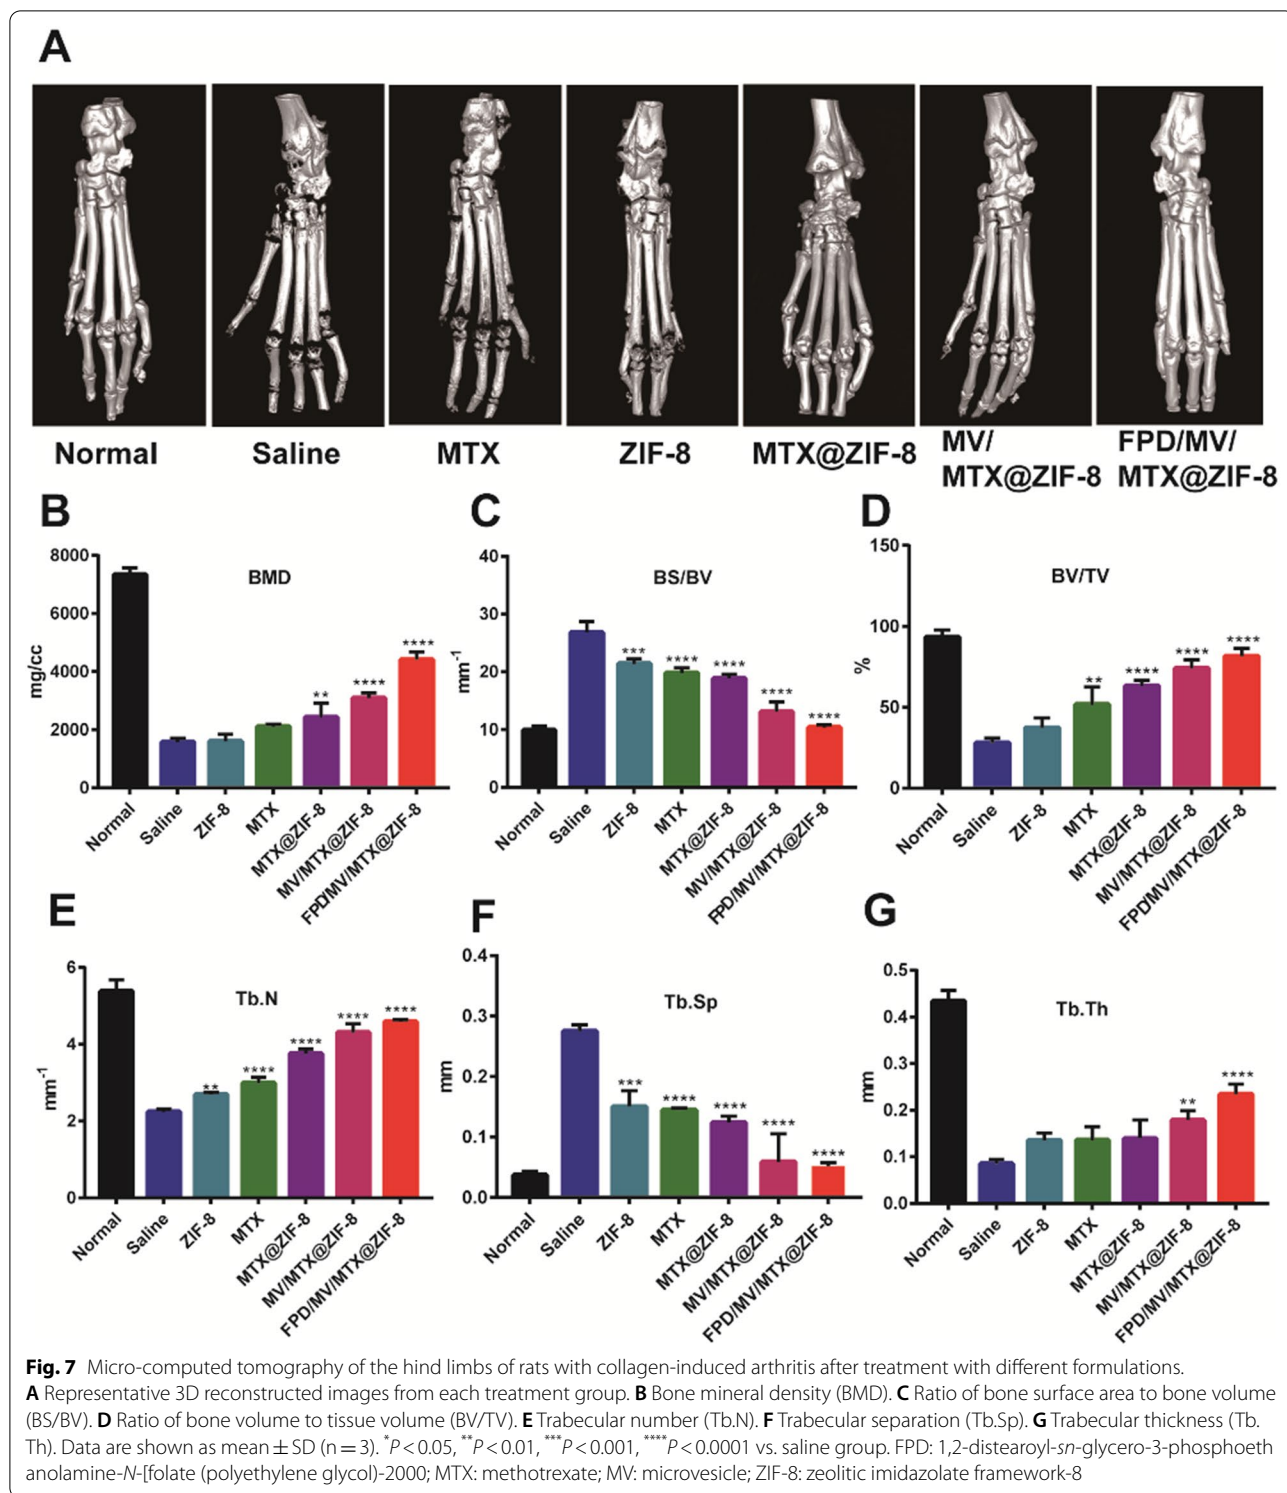 A
Normal
Saline
MTX
ZIF-8
MTX@ZIF-8
MV/
MTX@ZIF-8
FPD/MV/
MTX@ZIF-8
B
BMD
mg/cc
8000
6000
4000
2000
0
**
****
****
Normal
Saline
ZIF-8
MTX
MTX@ZIF-8
MV/MTX@ZIF-8
FPD/MV/MTX@ZIF-8
C
BS/BV
mm⁻¹
40
30
20
10
0
***
****
****
****
****
Normal
Saline
ZIF-8
MTX
MTX@ZIF-8
MV/MTX@ZIF-8
FPD/MV/MTX@ZIF-8
D
BV/TV
%
150
100
50
0
**
****
****
****
Normal
Saline
ZIF-8
MTX
MTX@ZIF-8
MV/MTX@ZIF-8
FPD/MV/MTX@ZIF-8
E
Tb.N
mm⁻¹
6
4
2
0
**
****
****
****
****
Normal
Saline
ZIF-8
MTX
MTX@ZIF-8
MV/MTX@ZIF-8
FPD/MV/MTX@ZIF-8
F
Tb.Sp
mm
0.4
0.3
0.2
0.1
0.0
***
****
****
****
****
Normal
Saline
ZIF-8
MTX
MTX@ZIF-8
MV/MTX@ZIF-8
FPD/MV/MTX@ZIF-8
G
Tb.Th
mm
0.5
0.4
0.3
0.2
0.1
0.0
**
****
Normal
Saline
ZIF-8
MTX
MTX@ZIF-8
MV/MTX@ZIF-8
FPD/MV/MTX@ZIF-8
Fig. 7 Micro-computed tomography of the hind limbs of rats with collagen-induced arthritis after treatment with different formulations.
A Representative 3D reconstructed images from each treatment group. B Bone mineral density (BMD). C Ratio of bone surface area to bone volume
(BS/BV). D Ratio of bone volume to tissue volume (BV/TV). E Trabecular number (Tb.N). F Trabecular separation (Tb.Sp). G Trabecular thickness (Tb.
Th). Data are shown as mean ± SD (n = 3). *P < 0.05, **P < 0.01, ***P < 0.001, ****P < 0.0001 vs. saline group. FPD: 1,2-distearoyl-sn-glycero-3-phosphoeth
anolamine-N-[folate (polyethylene glycol)-2000; MTX: methotrexate; MV: microvesicle; ZIF-8: zeolitic imidazolate framework-8